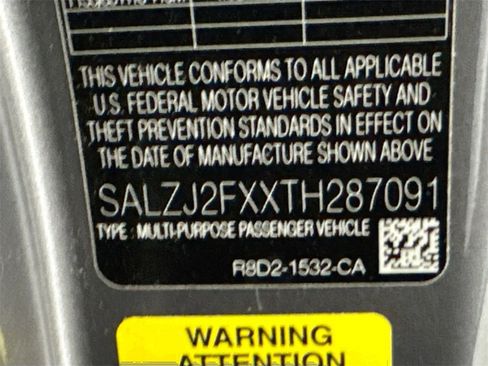 THIS VEHICLE CONFORMS TO ALL APPLICABLE
U.S. FEDERAL MOTOR VEHICLE SAFETY AND
THEFT PREVENTION STANDARDS IN EFFECT ON
THE DATE OF MANUFACTURE SHOWN ABOVE
SALZJ2FXXTH287091
TYPE : MULTI-PURPOSE PASSENGER VEHICLE
R8D2-1532-CA
WARNING
ATTENTION